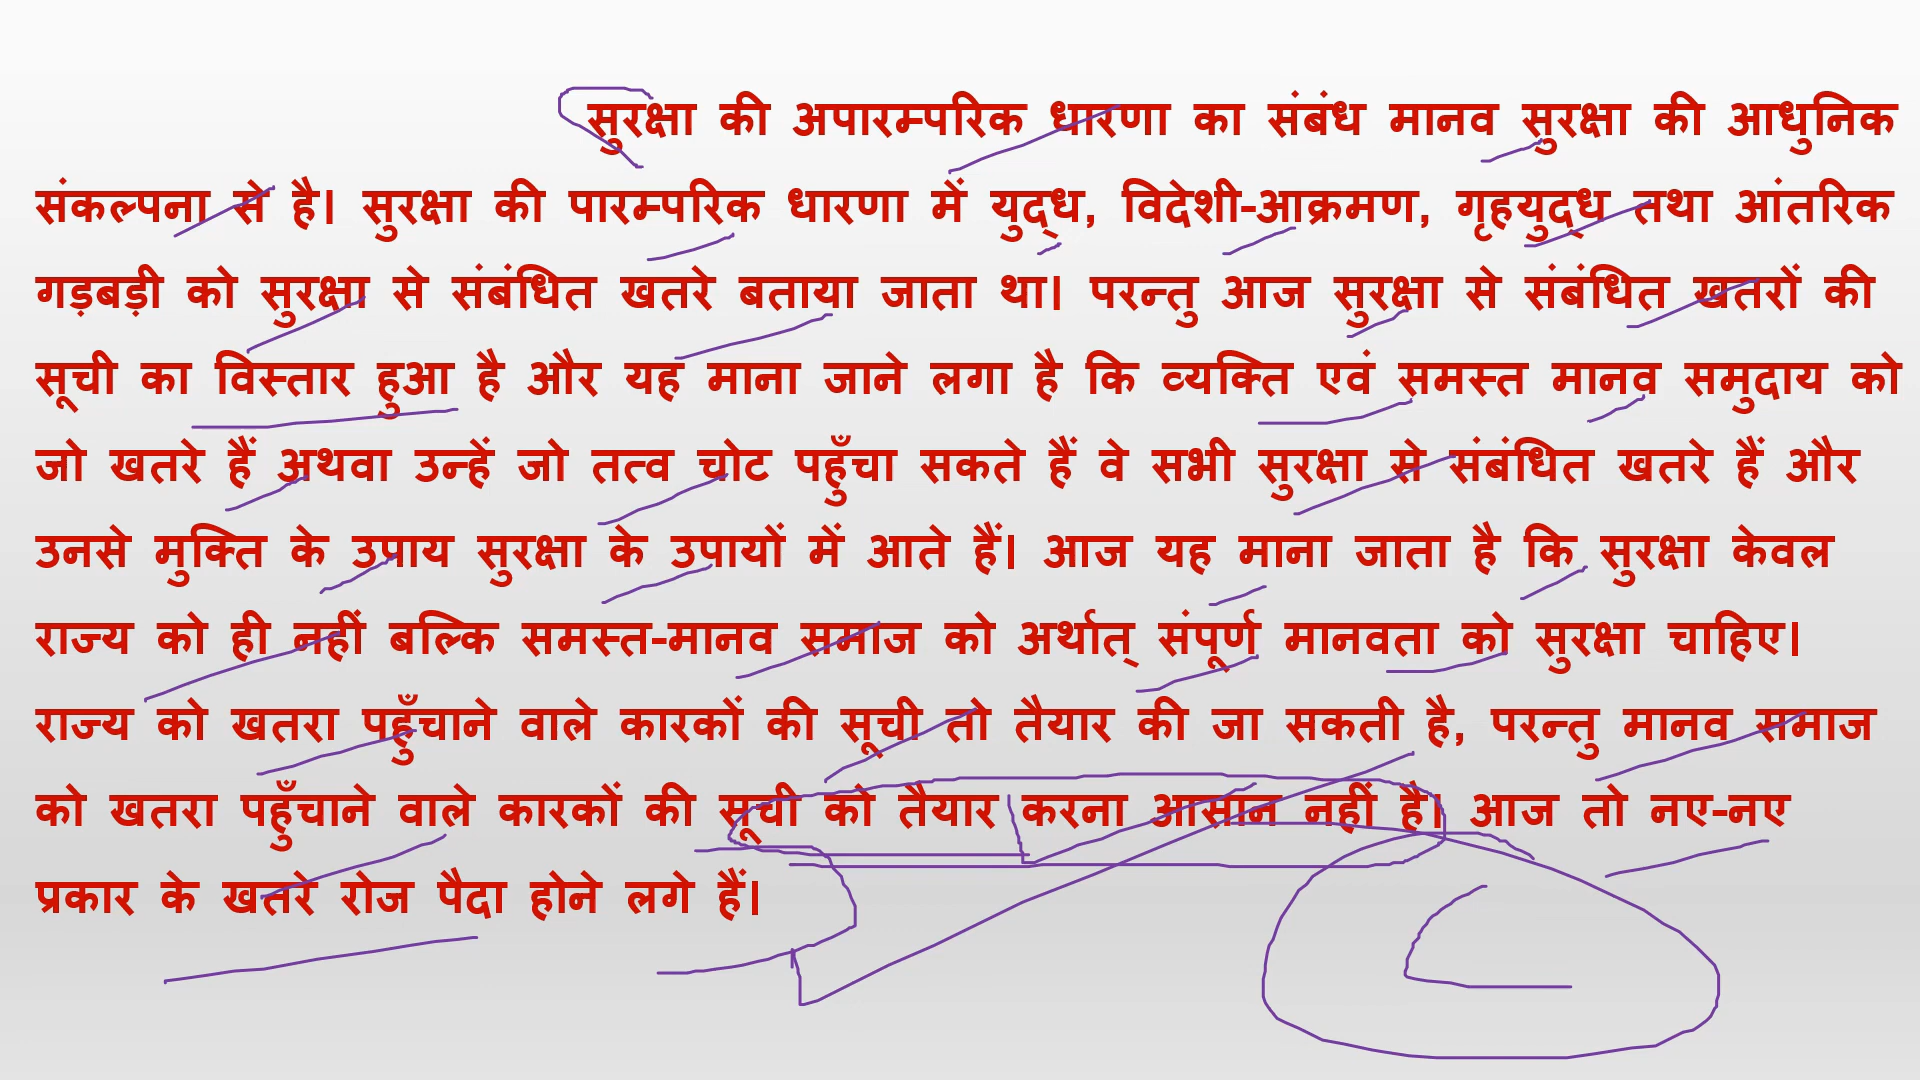 सुरक्षा की अपारम्परिक धारणा का संबंध मानव सुरक्षा की आधुनिक
संकल्पना से है। सुरक्षा की पारम्परिक धारणा में युद्ध, विदेशी-आक्रमण, गृहयुद्ध तथा आंतरिक
गड़बड़ी को सुरक्षा से संबंधित खतरे बताया जाता था। परन्तु आज सुरक्षा से संबंधित खतरों की
सूची का विस्तार हुआ है और यह माना जाने लगा है कि व्यक्ति एवं समस्त मानव समुदाय को
जो खतरे हैं अथवा उन्हें जो तत्व चोट पहुँचा सकते हैं वे सभी सुरक्षा से संबंधित खतरे हैं और
उनसे मुक्ति के उपाय सुरक्षा के उपायों में आते हैं। आज यह माना जाता है कि सुरक्षा केवल
राज्य को ही नहीं बल्कि समस्त-मानव समाज को अर्थात् संपूर्ण मानवता को सुरक्षा चाहिए।
राज्य को खतरा पहुँचाने वाले कारकों की सूची तो तैयार की जा सकती है, परन्तु मानव समाज
को खतरा पहुँचाने वाले कारकों की सूची को तैयार करना आसान नहीं है। आज तो नए-नए
प्रकार के खतरे रोज पैदा होने लगे हैं।